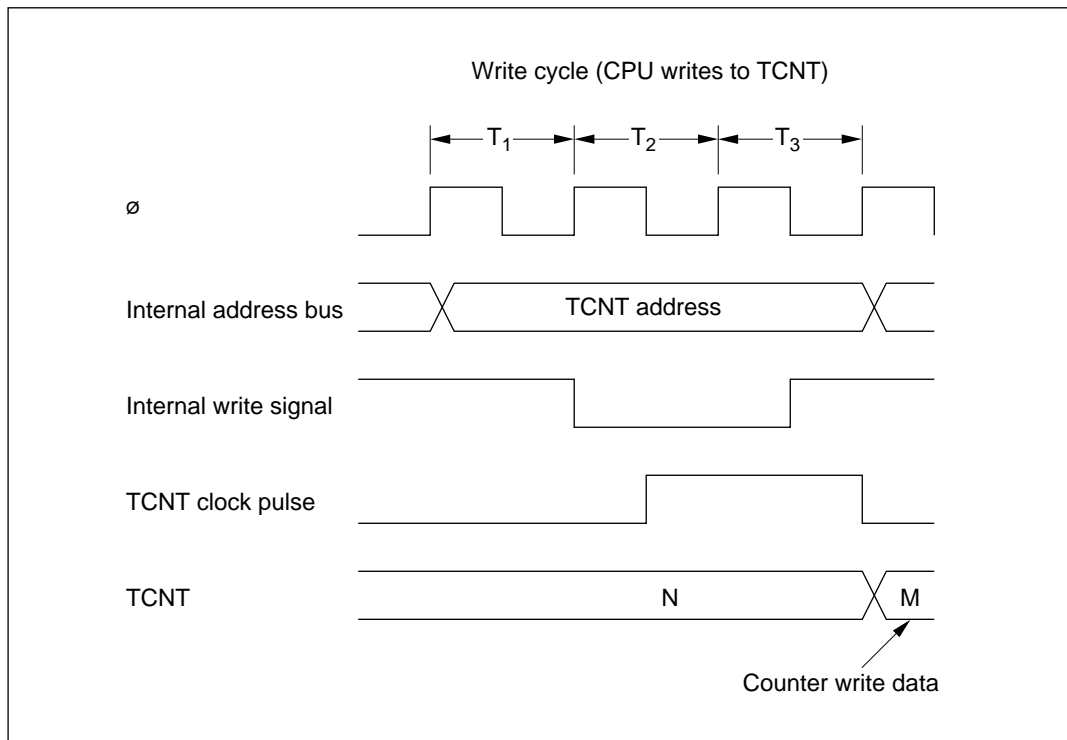 Write cycle (CPU writes to TCNT)
T1 T2 T3
ø
Internal address bus TCNT address
Internal write signal
TCNT clock pulse
TCNT N M
Counter write data